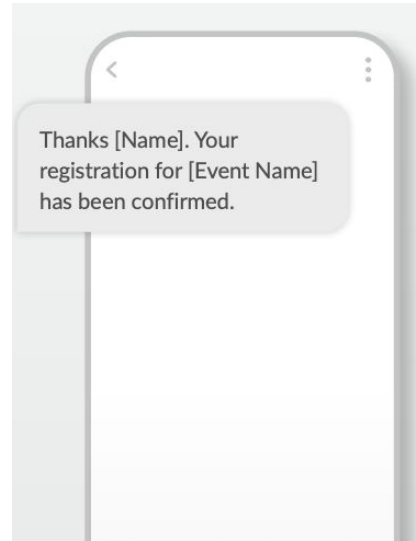 Thanks [Name]. Your
registration for [Event Name]
has been confirmed.